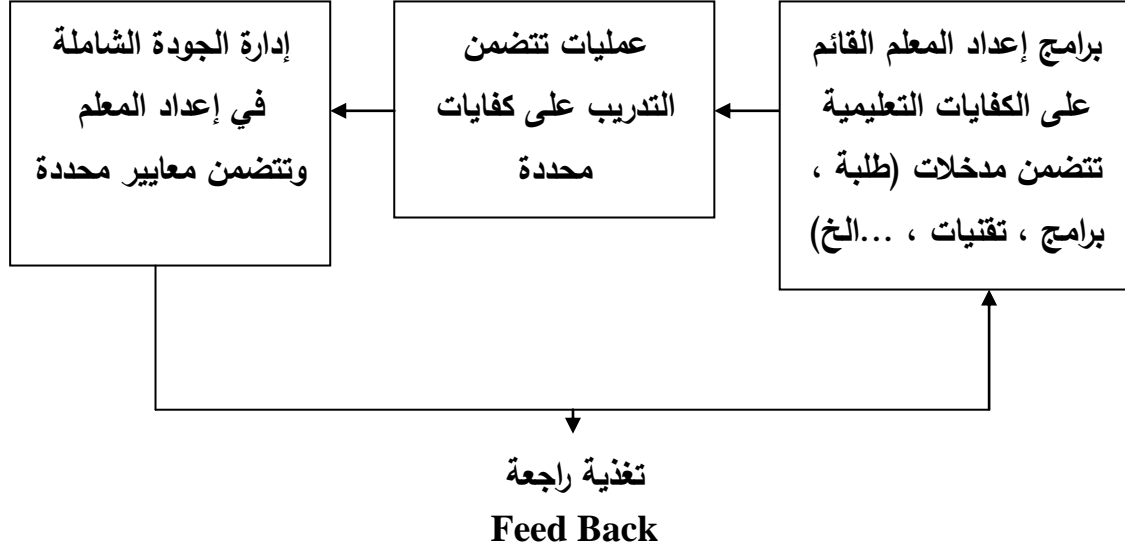 برامج إعداد المعلم القائم
على الكفايات التعليمية
تتضمن مدخلات (طلبة ،
برامج ، تقنيات ، ...الخ)
عمليات تتضمن
التدريب على كفايات
محددة
إدارة الجودة الشاملة
في إعداد المعلم
وتتضمن معايير محددة
تغذية راجعة
Feed Back